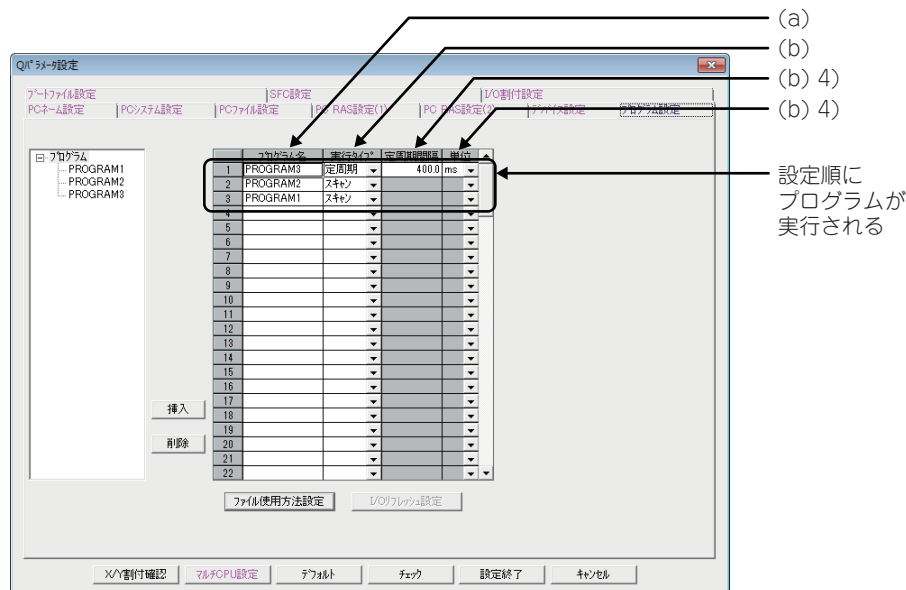 (a)
(b)
(b) 4)
(b) 4)
Qﾊﾟﾗﾒｰﾀ設定
ﾌﾞｰﾄﾌｧｲﾙ設定 SFC設定 I/O割付設定
PCﾈｰﾑ設定 PCｼｽﾃﾑ設定 PCﾌｧｲﾙ設定 PC RAS設定(1) PC RAS設定(2) ﾃﾞﾊﾞｲｽ設定 ﾌﾟﾛｸﾞﾗﾑ設定
ﾌﾟﾛｸﾞﾗﾑ
PROGRAM1
PROGRAM2
PROGRAM3
ﾌﾟﾛｸﾞﾗﾑ名 実行ﾀｲﾌﾟ 定周期間隔 単位
1 PROGRAM3 定周期 400.0 ms
2 PROGRAM2 ｽｷｬﾝ
3 PROGRAM1 ｽｷｬﾝ
4
5
6
7
8
9
10
11
12
13
14
15
16
17
18
19
20
21
22
設定順に
プログラムが
実行される
挿入
削除
ﾌｧｲﾙ使用方法設定 I/Oﾘﾌﾚｯｼｭ設定
X/Y割付確認 ﾏﾙﾁCPU設定 ﾃﾞﾌｫﾙﾄ ﾁｪｯｸ 設定終了 ｷｬﾝｾﾙ